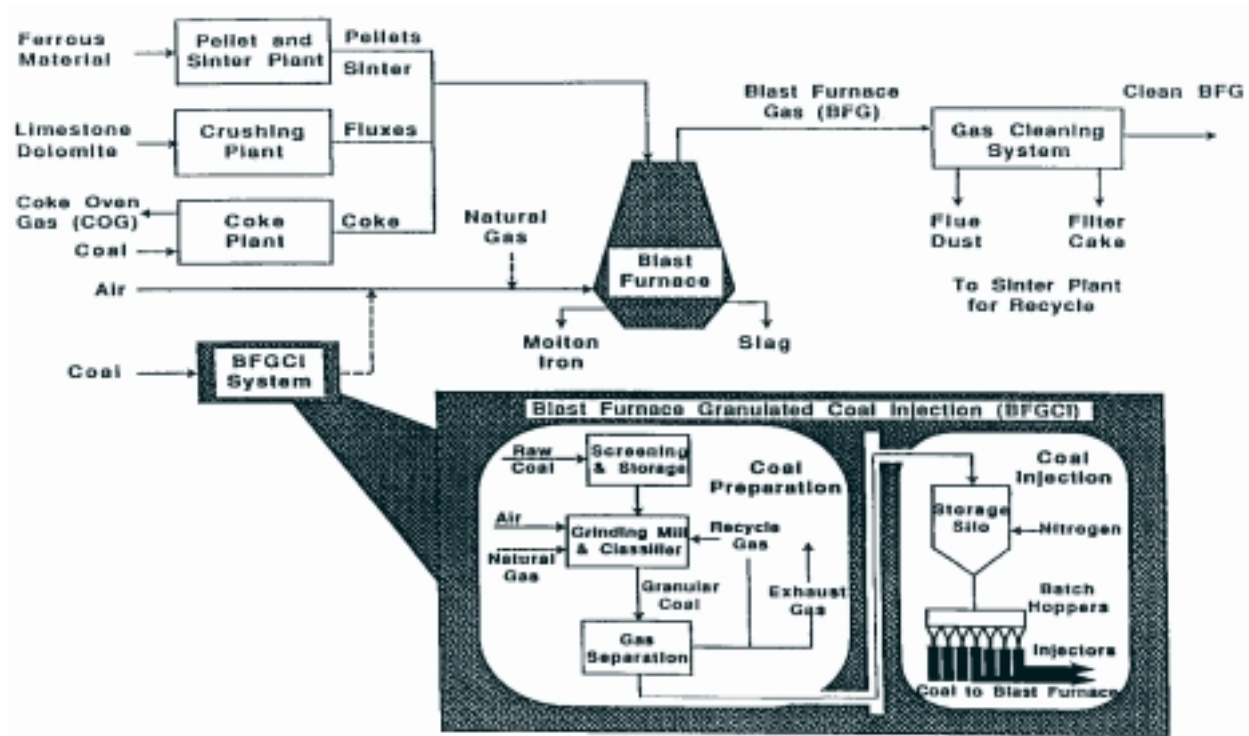 Ferrous
Material
Pellet and
Sinter Plant
Pellets
Sinter
Limestone
Dolomite
Crushing
Plant
Fluxes
Coke Oven
Gas (COG)
Coal
Coke
Plant
Coke
Natural
Gas
Air
Blast
Furnace
Molten
Iron
Slag
Blast Furnace
Gas (BFG)
Gas Cleaning
System
Clean BFG
Flue
Dust
Filter
Cake
To Sinter Plant
for Recycle
Coal
BFGCI
System
Blast Furnace Granulated Coal Injection (BFGCI)
Raw
Coal
Screening
& Storage
Coal
Preparation
Air
Natural
Gas
Grinding Mill
& Classifier
Recycle
Gas
Granular
Coal
Exhaust
Gas
Gas
Separation
Coal
Injection
Storage
Silo
Nitrogen
Batch
Hoppers
Injectors
Coal to Blast Furnace